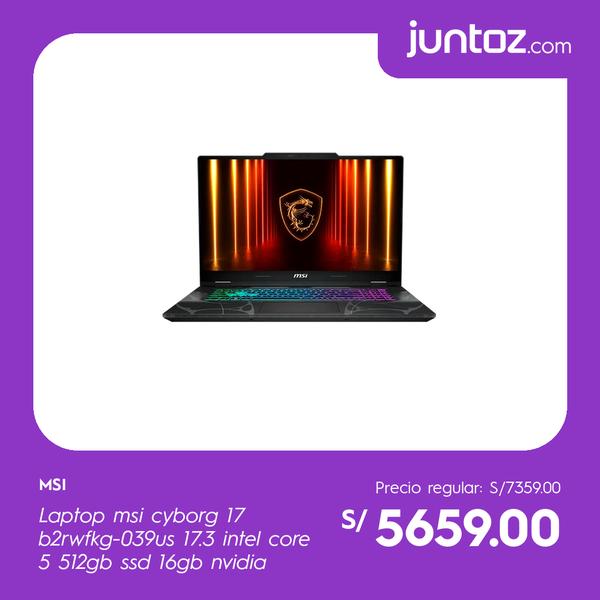 juntoz.com
msi
MSI
Laptop msi cyborg 17
b2rwfkg-039us 17.3 intel core
5 512gb ssd 16gb nvidia
Precio regular: S/7359.00
S/ 5659.00